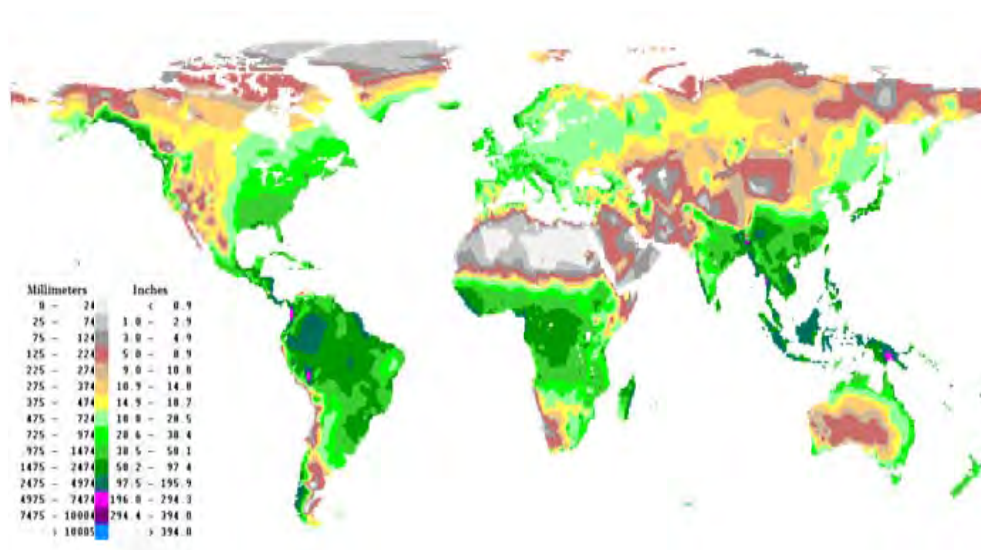 Millimeters Inches
0 - 24 < 0.9
25 - 74 1.0 - 2.9
75 - 124 3.0 - 4.9
125 - 224 5.0 - 8.9
225 - 274 9.0 - 10.8
275 - 374 10.9 - 14.8
375 - 474 14.9 - 18.7
475 - 724 18.8 - 28.5
725 - 974 28.6 - 38.4
975 - 1474 38.5 - 58.1
1475 - 2474 58.2 - 97.4
2475 - 4974 97.5 - 195.9
4975 - 7474 196.0 - 294.3
7475 - 10004 294.4 - 394.0
> 10005 > 394.0